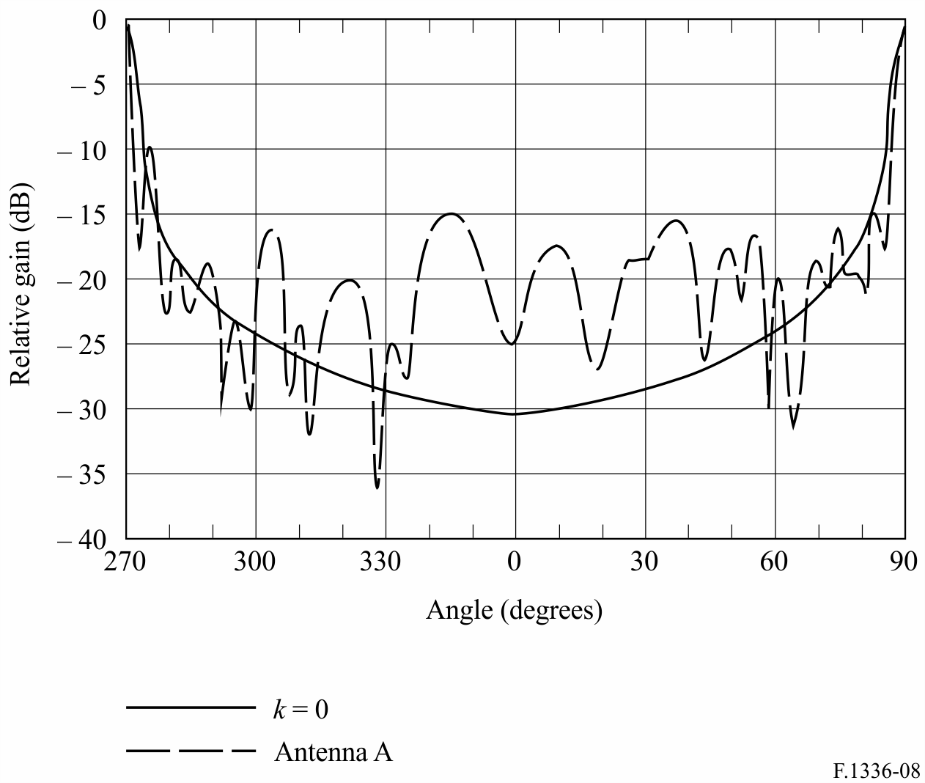 0
– 5
– 10
– 15
– 20
– 25
– 30
– 35
– 40
Relative gain (dB)
270 300 330 0 30 60 90
Angle (degrees)
k = 0
Antenna A
F.1336-08